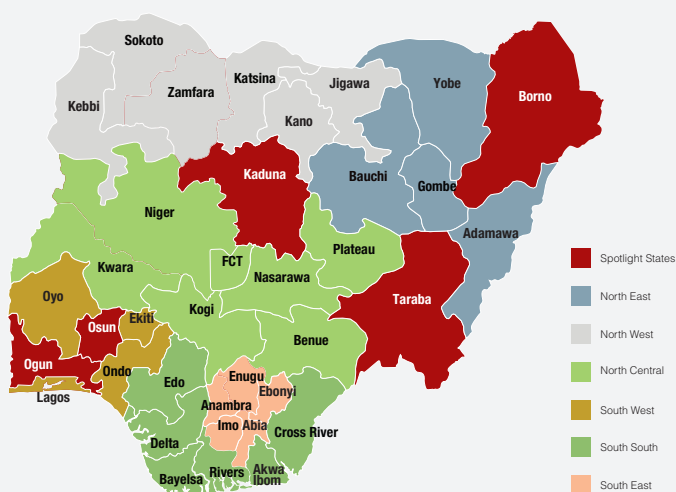 Sokoto
Katsina
Jigawa
Yobe
Borno
Kebbi
Zamfara
Kano
Kaduna
Bauchi
Gombe
Niger
Adamawa
Plateau
FCT
Kwara
Nasarawa
Taraba
Oyo
Kogi
Osun
Ekiti
Benue
Ogun
Ondo
Edo
Enugu
Ebonyi
Lagos
Anambra
Imo
Abia
Cross River
Delta
Rivers
Akwa
Ibom
Bayelsa
Spotlight States
North East
North West
North Central
South West
South South
South East